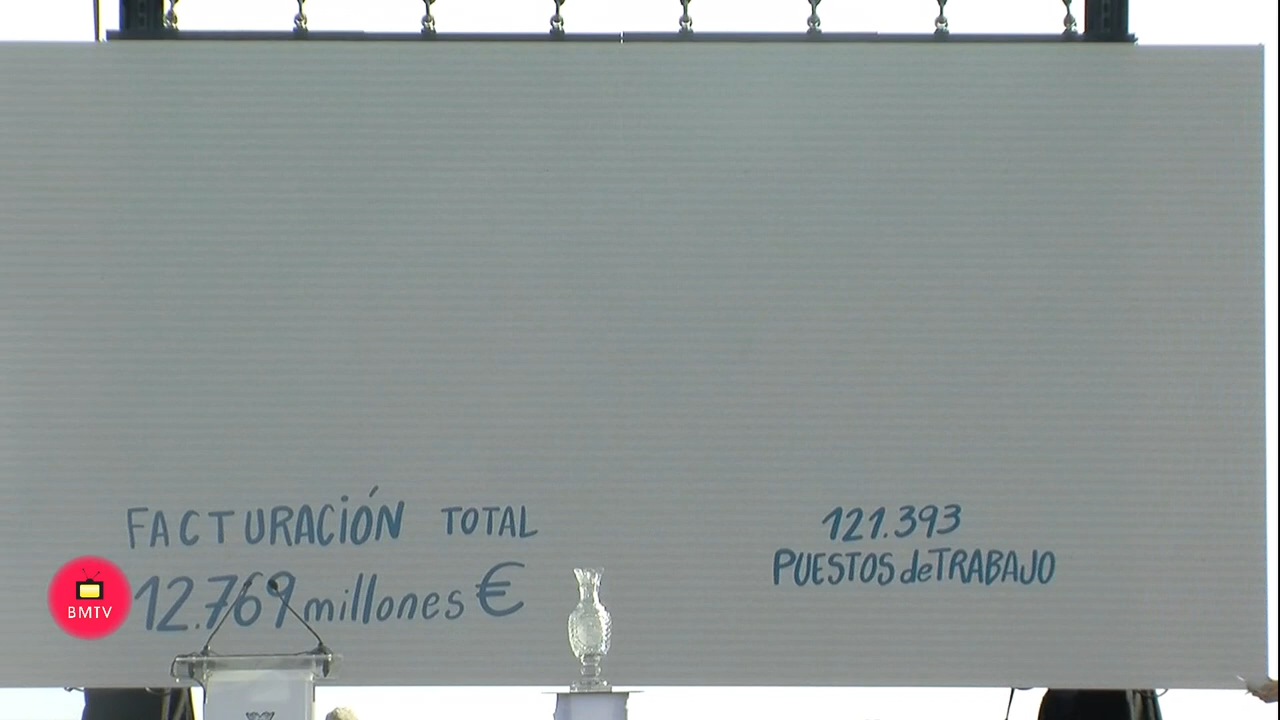 FACTURACIÓN TOTAL
12.769 millones €
121.393
PUESTOS de TRABAJO
BMTV